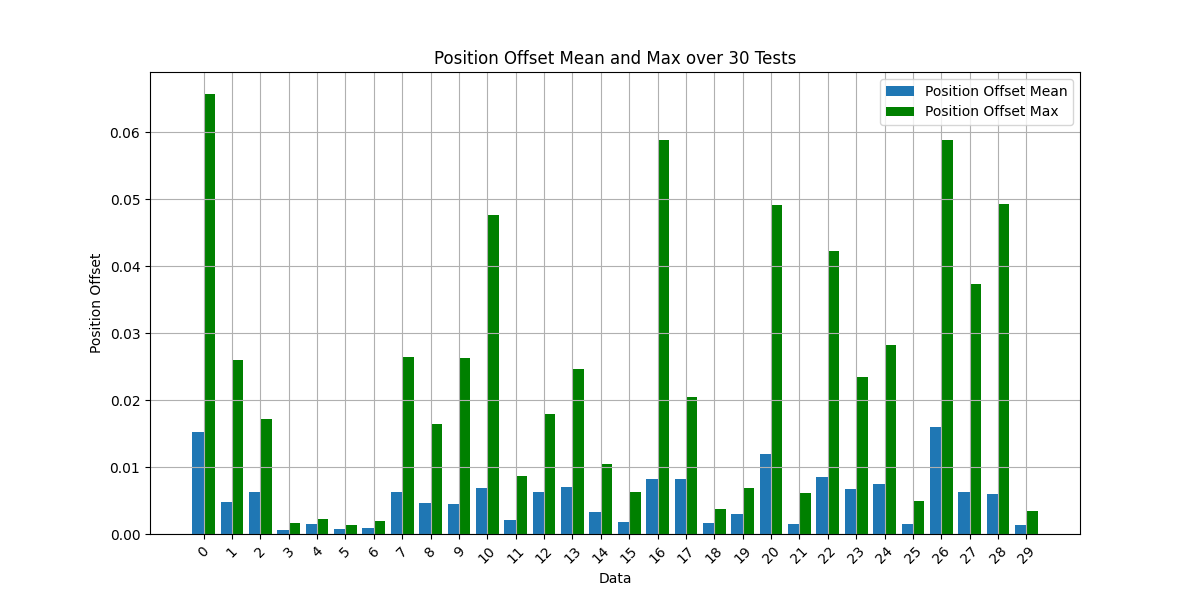 Position Offset Mean and Max over 30 Tests
Position Offset Mean
Position Offset Max
Position Offset
0.06
0.05
0.04
0.03
0.02
0.01
0.00
0 1 2 3 4 5 6 7 8 9 10 11 12 13 14 15 16 17 18 19 20 21 22 23 24 25 26 27 28 29
Data